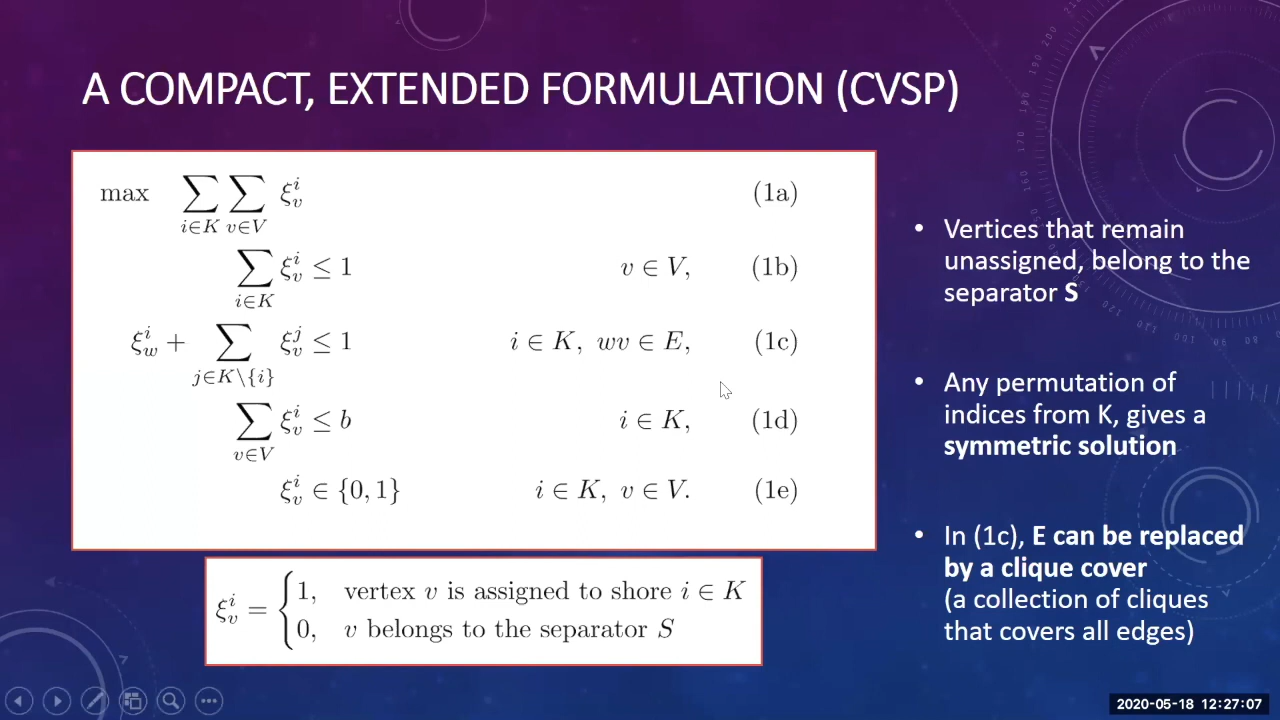 A COMPACT, EXTENDED FORMULATION (CVSP)
max ∑_{i∈K} ∑_{v∈V} ξ_v^i (1a)
∑_{i∈K} ξ_v^i ≤ 1 v ∈ V, (1b)
ξ_w^i + ∑_{j∈K\{i}} ξ_v^j ≤ 1 i ∈ K, wv ∈ E, (1c)
∑_{v∈V} ξ_v^i ≤ b i ∈ K, (1d)
ξ_v^i ∈ {0, 1} i ∈ K, v ∈ V. (1e)
ξ_v^i = { 1, vertex v is assigned to shore i ∈ K
0, v belongs to the separator S
• Vertices that remain
unassigned, belong to the
separator S
• Any permutation of
indices from K, gives a
symmetric solution
• In (1c), E can be replaced
by a clique cover
(a collection of cliques
that covers all edges)
2020-05-18 12:27:07